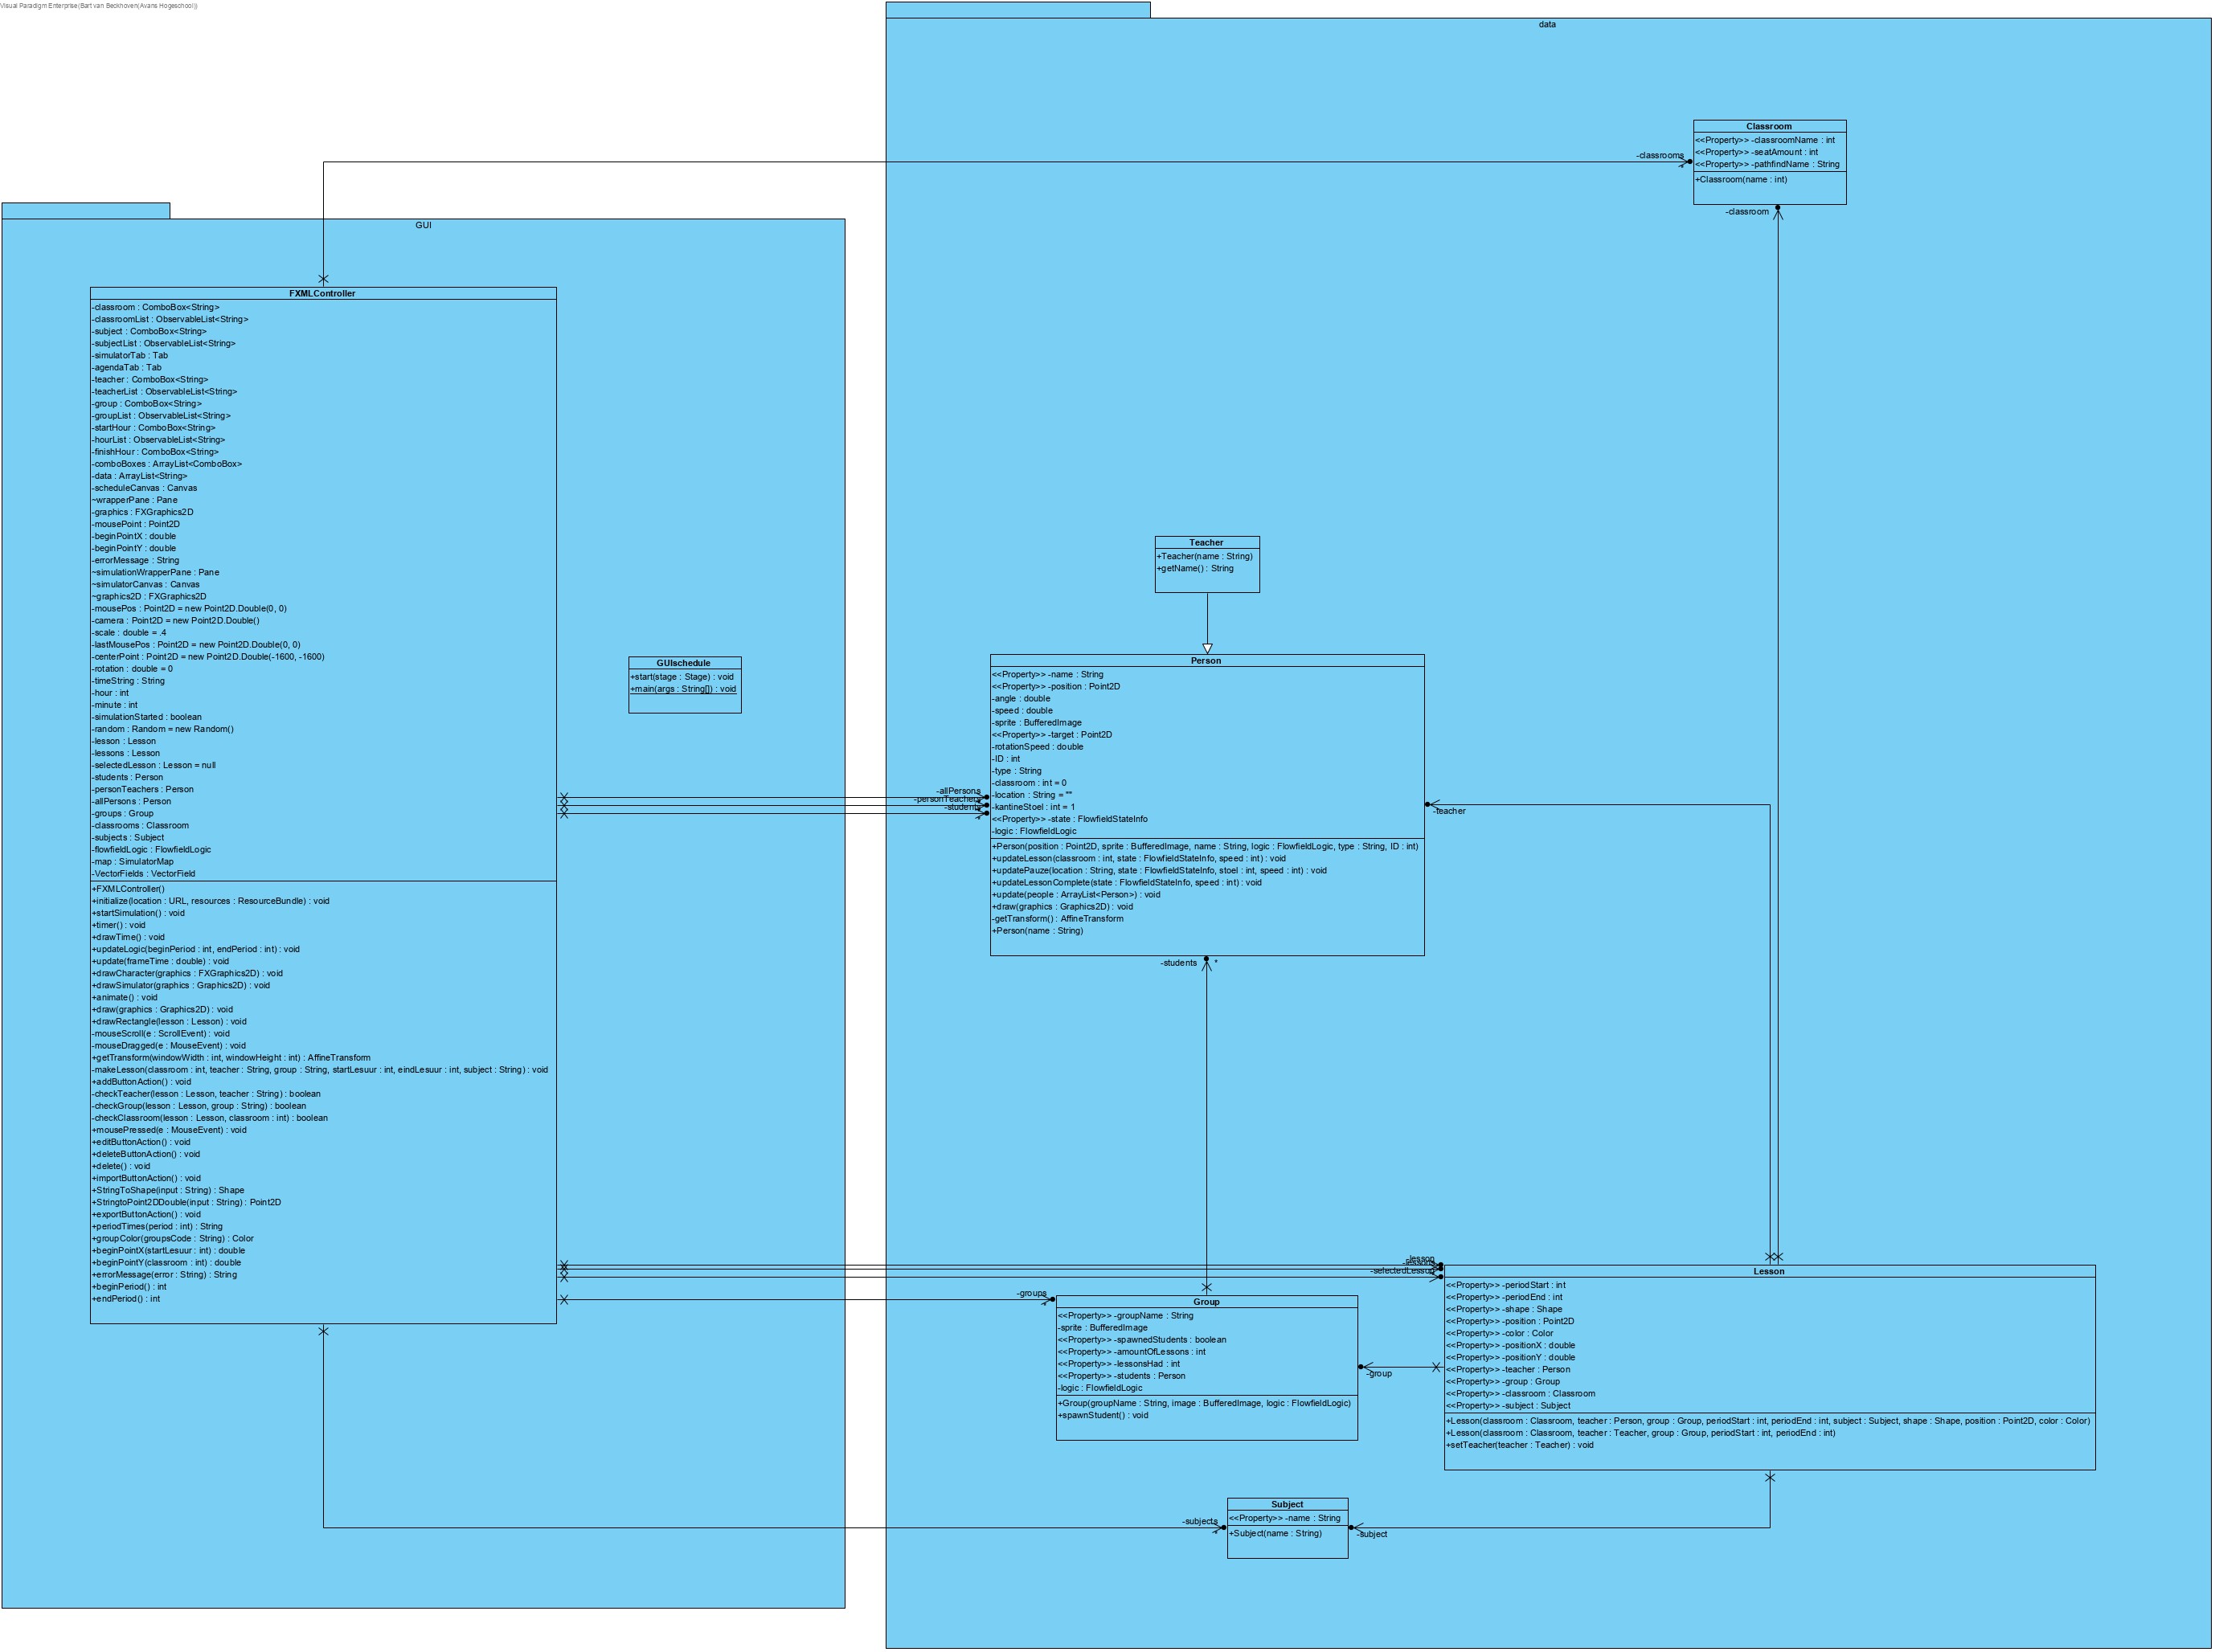 Visual Paradigm Enterprise(Bart van Beckhoven(Avans Hogeschool))
data
Classroom
<<Property>> -classroomName : int
<<Property>> -seatAmount : int
<<Property>> -pathfindName : String
+Classroom(name : int)
-classrooms
-classroom
GUI
FXMLController
-classroom : ComboBox<String>
-classroomList : ObservableList<String>
-subject : ComboBox<String>
-subjectList : ObservableList<String>
-simulatorTab : Tab
-agendaTab : Tab
-teacher : ComboBox<String>
-teacherList : ObservableList<String>
-group : ComboBox<String>
-groupList : ObservableList<String>
-startHour : ComboBox<String>
-hourList : ObservableList<String>
-finishHour : ComboBox<String>
-comboBoxes : ArrayList<ComboBox>
-data : ArrayList<String>
-scheduleCanvas : Canvas
~wrapperPane : Pane
-graphics : FXGraphics2D
-mousePoint : Point2D
-beginPointX : double
-beginPointY : double
-errorMessage : String
~simulationWrapperPane : Pane
~simulatorCanvas : Canvas
~graphics2D : FXGraphics2D
-mousePos : Point2D = new Point2D.Double(0, 0)
-camera : Point2D = new Point2D.Double()
-scale : double = .4
-lastMousePos : Point2D = new Point2D.Double(0, 0)
-centerPoint : Point2D = new Point2D.Double(-1600, -1600)
-rotation : double = 0
-timeString : String
-hour : int
-minute : int
-simulationStarted : boolean
-random : Random = new Random()
-lesson : Lesson
-lessons : Lesson
-selectedLesson : Lesson = null
-students : Person
-personTeachers : Person
-allPersons : Person
-groups : Group
-classrooms : Classroom
-subjects : Subject
-flowfieldLogic : FlowfieldLogic
-map : SimulatorMap
-VectorFields : VectorField
+FXMLController()
+initialize(location : URL, resources : ResourceBundle) : void
+startSimulation() : void
+timer() : void
+drawTime() : void
+updateLogic(beginPeriod : int, endPeriod : int) : void
+update(frameTime : double) : void
+drawCharacter(graphics : FXGraphics2D) : void
+drawSimulator(graphics : Graphics2D) : void
+animate() : void
+draw(graphics : Graphics2D) : void
+drawRectangle(lesson : Lesson) : void
-mouseScroll(e : ScrollEvent) : void
-mouseDragged(e : MouseEvent) : void
+getTransform(windowWidth : int, windowHeight : int) : AffineTransform
-makeLesson(classroom : int, teacher : String, group : String, startLesuur : int, eindLesuur : int, subject : String) : void
+addButtonAction() : void
-checkTeacher(lesson : Lesson, teacher : String) : boolean
-checkGroup(lesson : Lesson, group : String) : boolean
-checkClassroom(lesson : Lesson, classroom : int) : boolean
+mousePressed(e : MouseEvent) : void
+editButtonAction() : void
+deleteButtonAction() : void
+delete() : void
+importButtonAction() : void
+StringToShape(input : String) : Shape
+StringtoPoint2DDouble(input : String) : Point2D
+exportButtonAction() : void
+periodTimes(period : int) : String
+groupColor(groupsCode : String) : Color
+beginPointX(startLesuur : int) : double
+beginPointY(classroom : int) : double
+errorMessage(error : String) : String
+beginPeriod() : int
+endPeriod() : int
GUIschedule
+start(stage : Stage) : void
+main(args : String[]) : void
Teacher
+Teacher(name : String)
+getName() : String
Person
<<Property>> -name : String
<<Property>> -position : Point2D
-angle : double
-speed : double
-sprite : BufferedImage
<<Property>> -target : Point2D
-rotationSpeed : double
-ID : int
-type : String
-classroom : int = 0
-location : String = ""
-kantineStoel : int = 1
<<Property>> -state : FlowfieldStateInfo
-logic : FlowfieldLogic
+Person(position : Point2D, sprite : BufferedImage, name : String, logic : FlowfieldLogic, type : String, ID : int)
+updateLesson(classroom : int, state : FlowfieldStateInfo, speed : int) : void
+updatePauze(location : String, state : FlowfieldStateInfo, stoel : int, speed : int) : void
+updateLessonComplete(state : FlowfieldStateInfo, speed : int) : void
+update(people : ArrayList<Person>) : void
+draw(graphics : Graphics2D) : void
-getTransform() : AffineTransform
+Person(name : String)
-allPersons
-personTeachers
-students
-teacher
-students *
-lesson
-selectedLesson
-groups
Group
<<Property>> -groupName : String
-sprite : BufferedImage
<<Property>> -spawnedStudents : boolean
<<Property>> -amountOfLessons : int
<<Property>> -lessonsHad : int
<<Property>> -students : Person
-logic : FlowfieldLogic
+Group(groupName : String, image : BufferedImage, logic : FlowfieldLogic)
+spawnStudent() : void
-group
Lesson
<<Property>> -periodStart : int
<<Property>> -periodEnd : int
<<Property>> -shape : Shape
<<Property>> -position : Point2D
<<Property>> -color : Color
<<Property>> -positionX : double
<<Property>> -positionY : double
<<Property>> -teacher : Person
<<Property>> -group : Group
<<Property>> -classroom : Classroom
<<Property>> -subject : Subject
+Lesson(classroom : Classroom, teacher : Person, group : Group, periodStart : int, periodEnd : int, subject : Subject, shape : Shape, position : Point2D, color : Color)
+Lesson(classroom : Classroom, teacher : Teacher, group : Group, periodStart : int, periodEnd : int)
+setTeacher(teacher : Teacher) : void
Subject
<<Property>> -name : String
+Subject(name : String)
-subjects
-subject